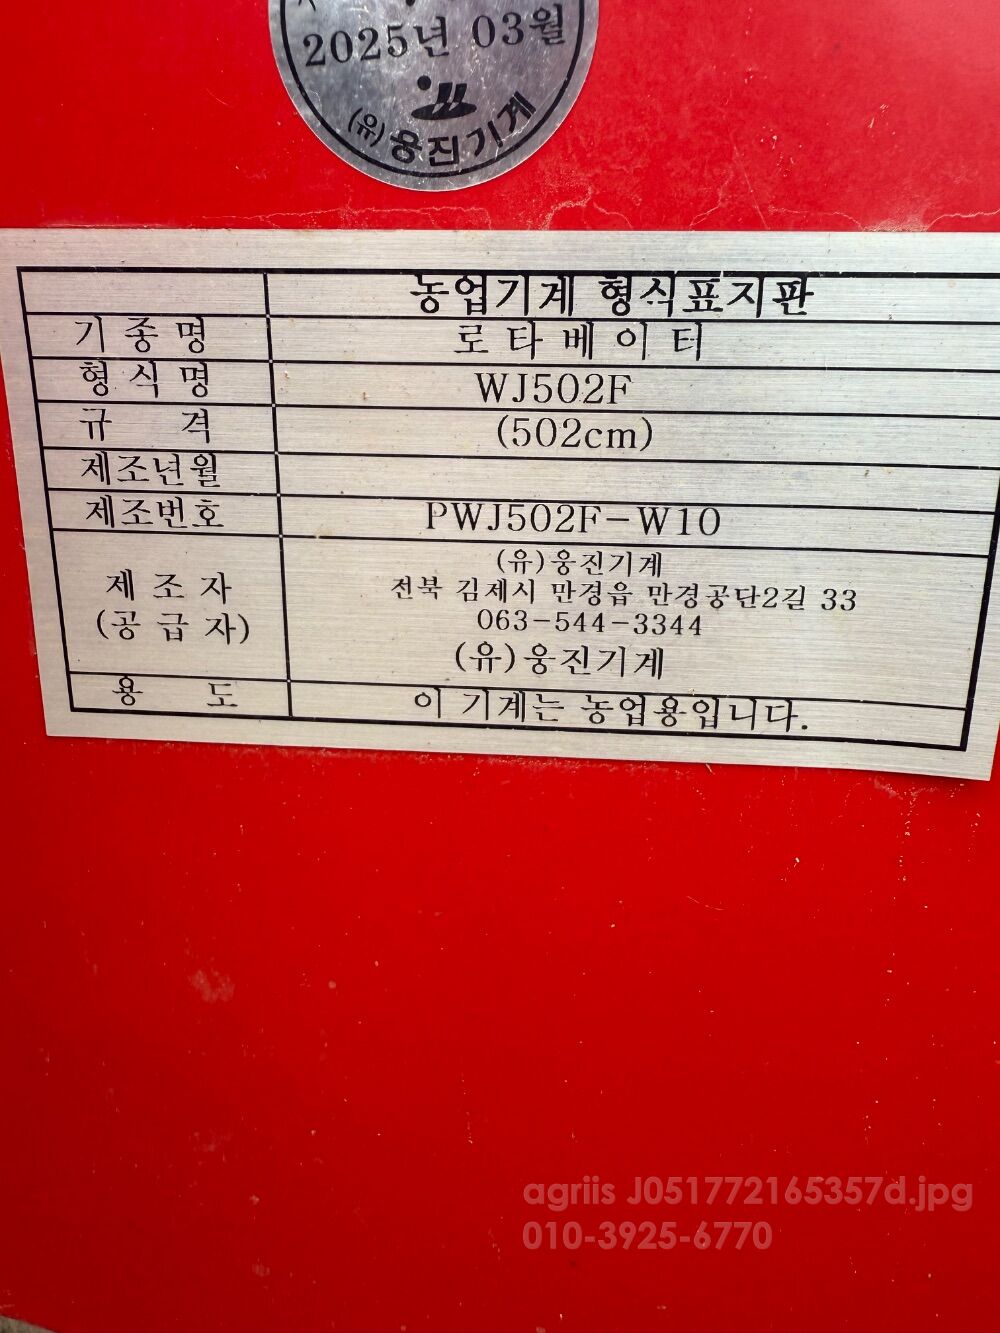 2025년 03월
(유)웅진기계
농업기계 형식표지판
기종명 로타베이터
형식명 WJ502F
규격 (502cm)
제조년월
제조번호 PWJ502F-W10
제조자
(공급자)
(유)웅진기계
전북 김제시 만경읍 만경공단2길 33
063-544-3344
(유)웅진기계
용도 이 기계는 농업용입니다.
agriis J051772165357d.jpg
010-3925-6770